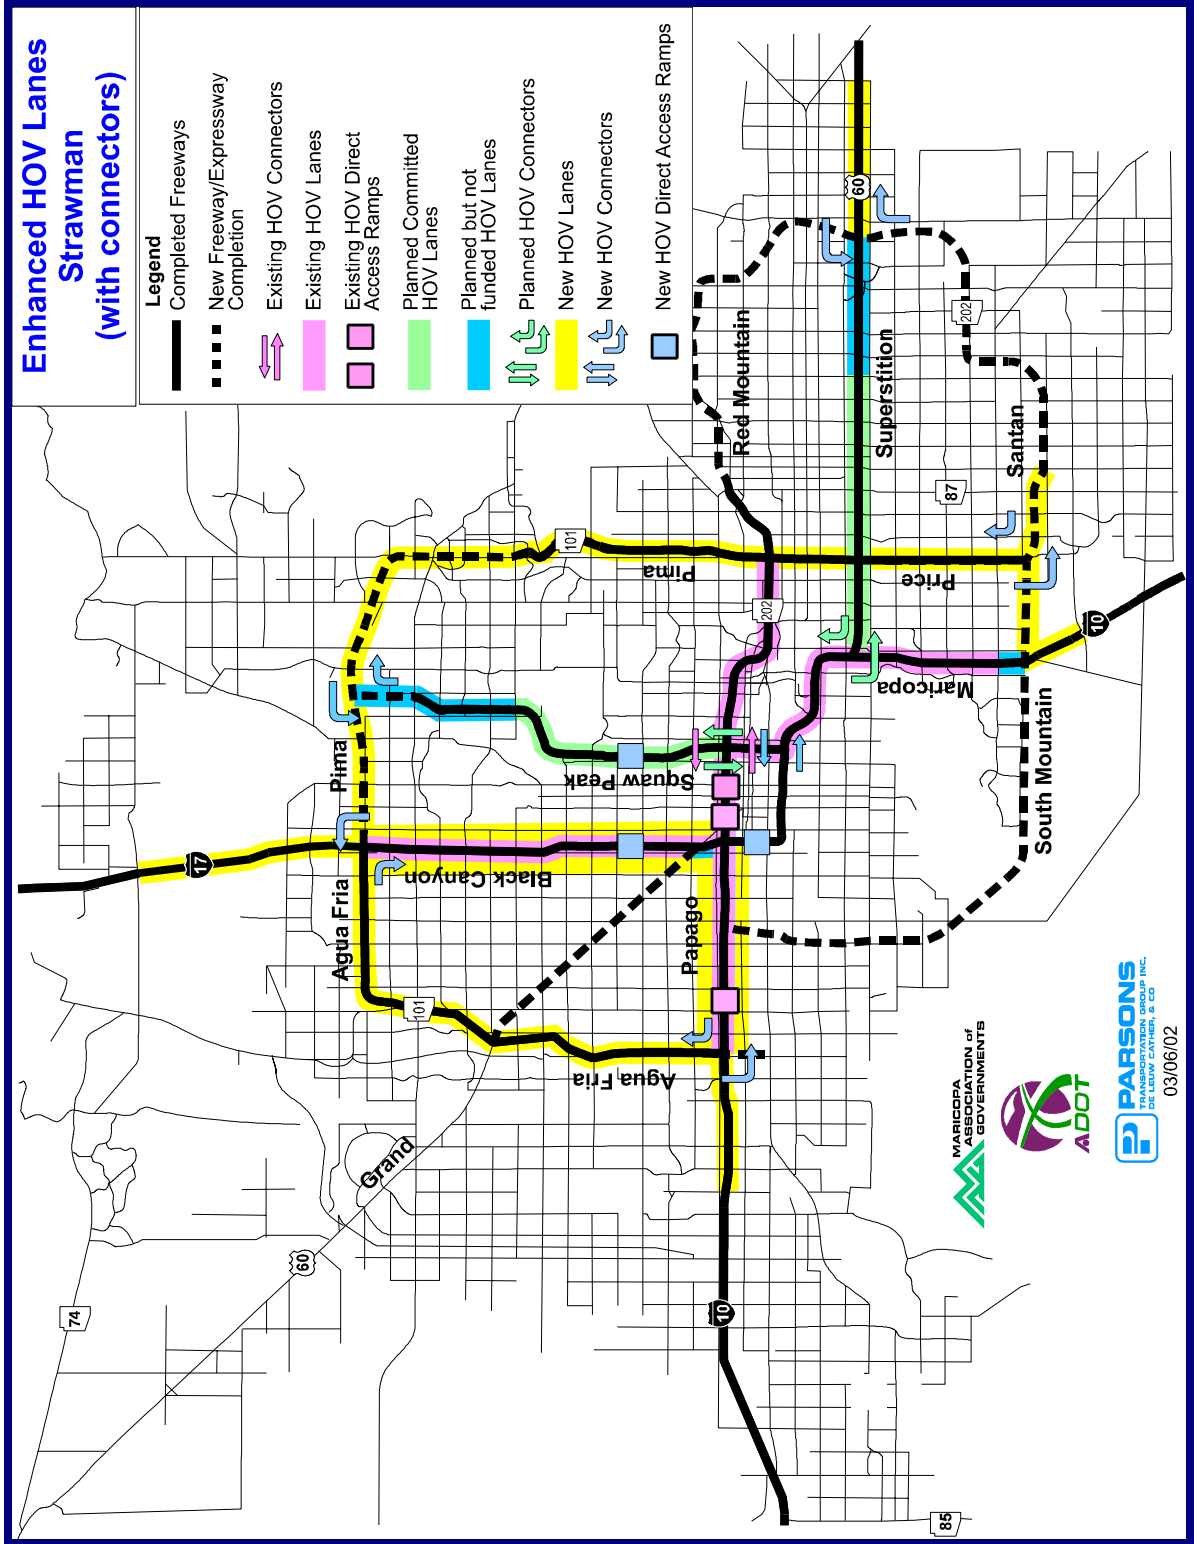 Enhanced HOV Lanes
Strawman
(with connectors)
Legend
Completed Freeways
New Freeway/Expressway
Completion
Existing HOV Connectors
Existing HOV Lanes
Existing HOV Direct
Access Ramps
Planned Committed
HOV Lanes
Planned but not
funded HOV Lanes
Planned HOV Connectors
New HOV Lanes
New HOV Connectors
New HOV Direct Access Ramps
74
60
Grand
17
Agua Fria
Pima
101
Agua Fria
Black Canyon
Squaw Peak
101
Pima
Papago
10
85
202
Red Mountain
60
Superstition
Maricopa
Price
87
202
Santan
10
South Mountain
MARICOPA
ASSOCIATION of
GOVERNMENTS
ADOT
PARSONS
TRANSPORTATION GROUP INC.
DE LEUW CATHER, & CO
03/06/02